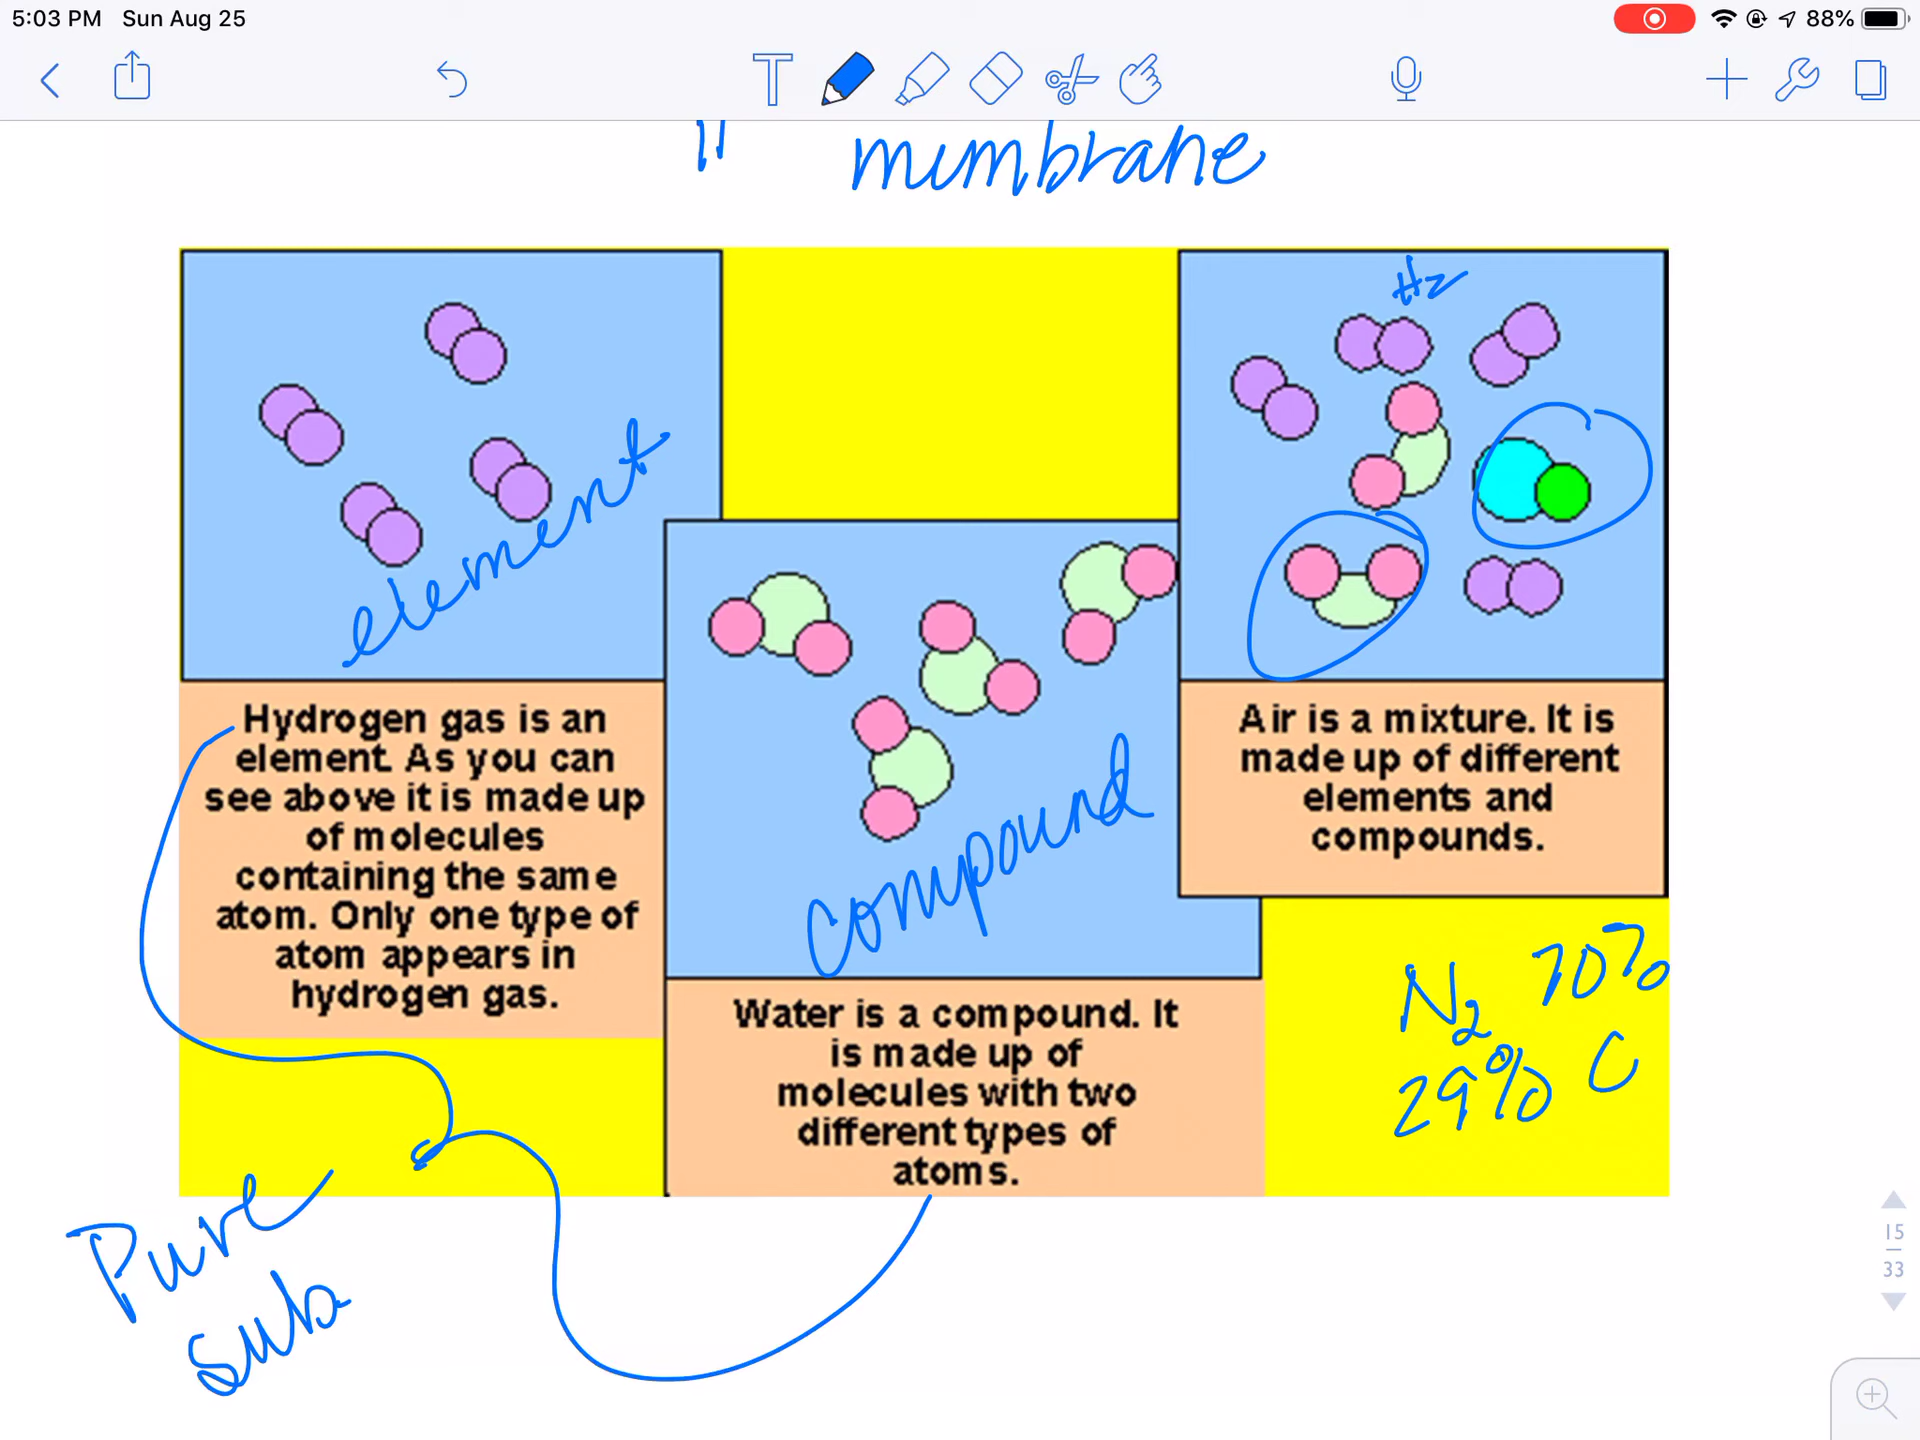 5:03 PM Sun Aug 25
88%
T
mimbrane
H2
element
compound
Hydrogen gas is an
element. As you can
see above it is made up
of molecules
containing the same
atom. Only one type of
atom appears in
hydrogen gas.
Water is a compound. It
is made up of
molecules with two
different types of
atoms.
Air is a mixture. It is
made up of different
elements and
compounds.
N2 70%
29% C
Pure
sub
15
33